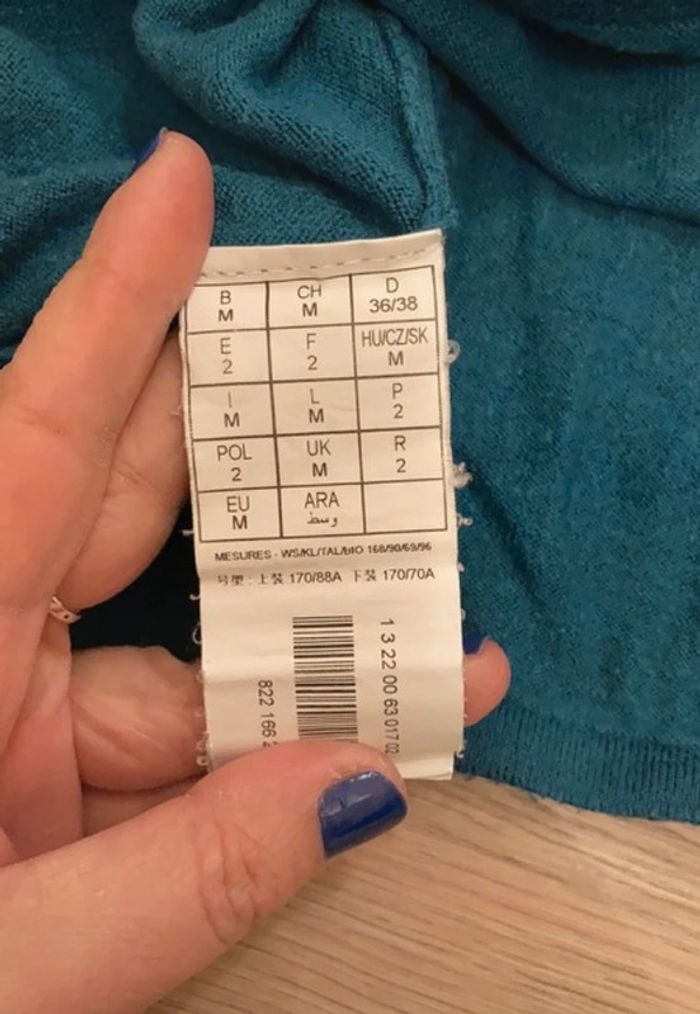 B CH D
M M 36/38
E F HU/CZ/SK
2 2 M
I L P
M M 2
POL UK R
2 M 2
EU ARA
M وسط
MESURES - WS/KL/TAL/BIO 168/90/69/96
号型 : 上装 170/88A 下装 170/70A
1 3 22 00 63 017 02
822 166